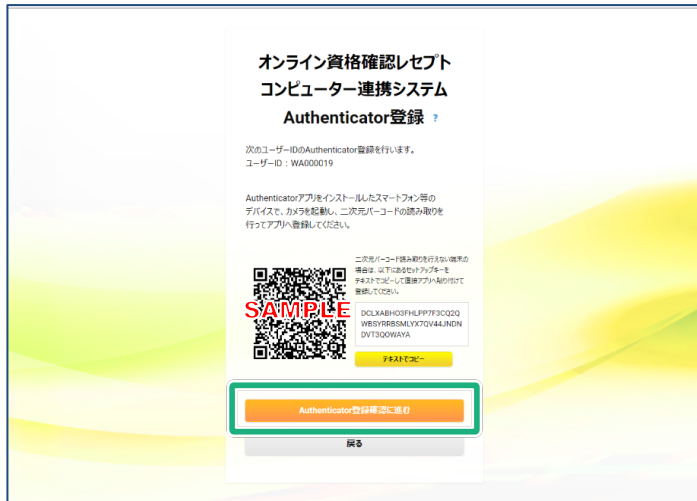 オンライン資格確認レセプト
コンピューター連携システム
Authenticator登録 ?
次のユーザーIDのAuthenticator登録を行います。
ユーザーID：WA000019
Authenticatorアプリをインストールしたスマートフォン等の
デバイスで、カメラを起動し、二次元バーコードの読み取りを
行ってアプリへ登録してください。
二次元バーコード読み取りを行えない端末の
場合は、以下にあるセットアップキーを
テキストでコピーして直接アプリへ貼り付けて
登録してください。
SAMPLE
DCLXABHO3FHLPP7F3CQ2Q
WBSYRRBSMLYX7QV44JNDN
DVT3QOWAYA
テキストでコピー
Authenticator登録確認に進む
戻る